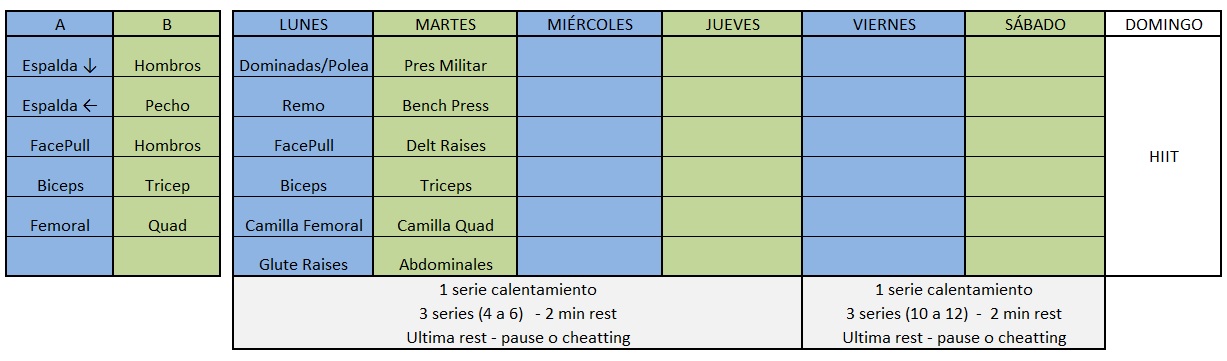 A B LUNES MARTES MIÉRCOLES JUEVES VIERNES SÁBADO DOMINGO
Espalda ↓ Hombros Dominadas/Polea Pres Militar
Espalda ← Pecho Remo Bench Press
FacePull Hombros FacePull Delt Raises
HIIT
Biceps Tricep Biceps Triceps
Femoral Quad Camilla Femoral Camilla Quad
Glute Raises Abdominales
1 serie calentamiento 1 serie calentamiento
3 series (4 a 6) - 2 min rest 3 series (10 a 12) - 2 min rest
Ultima rest - pause o cheatting Ultima rest - pause o cheatting